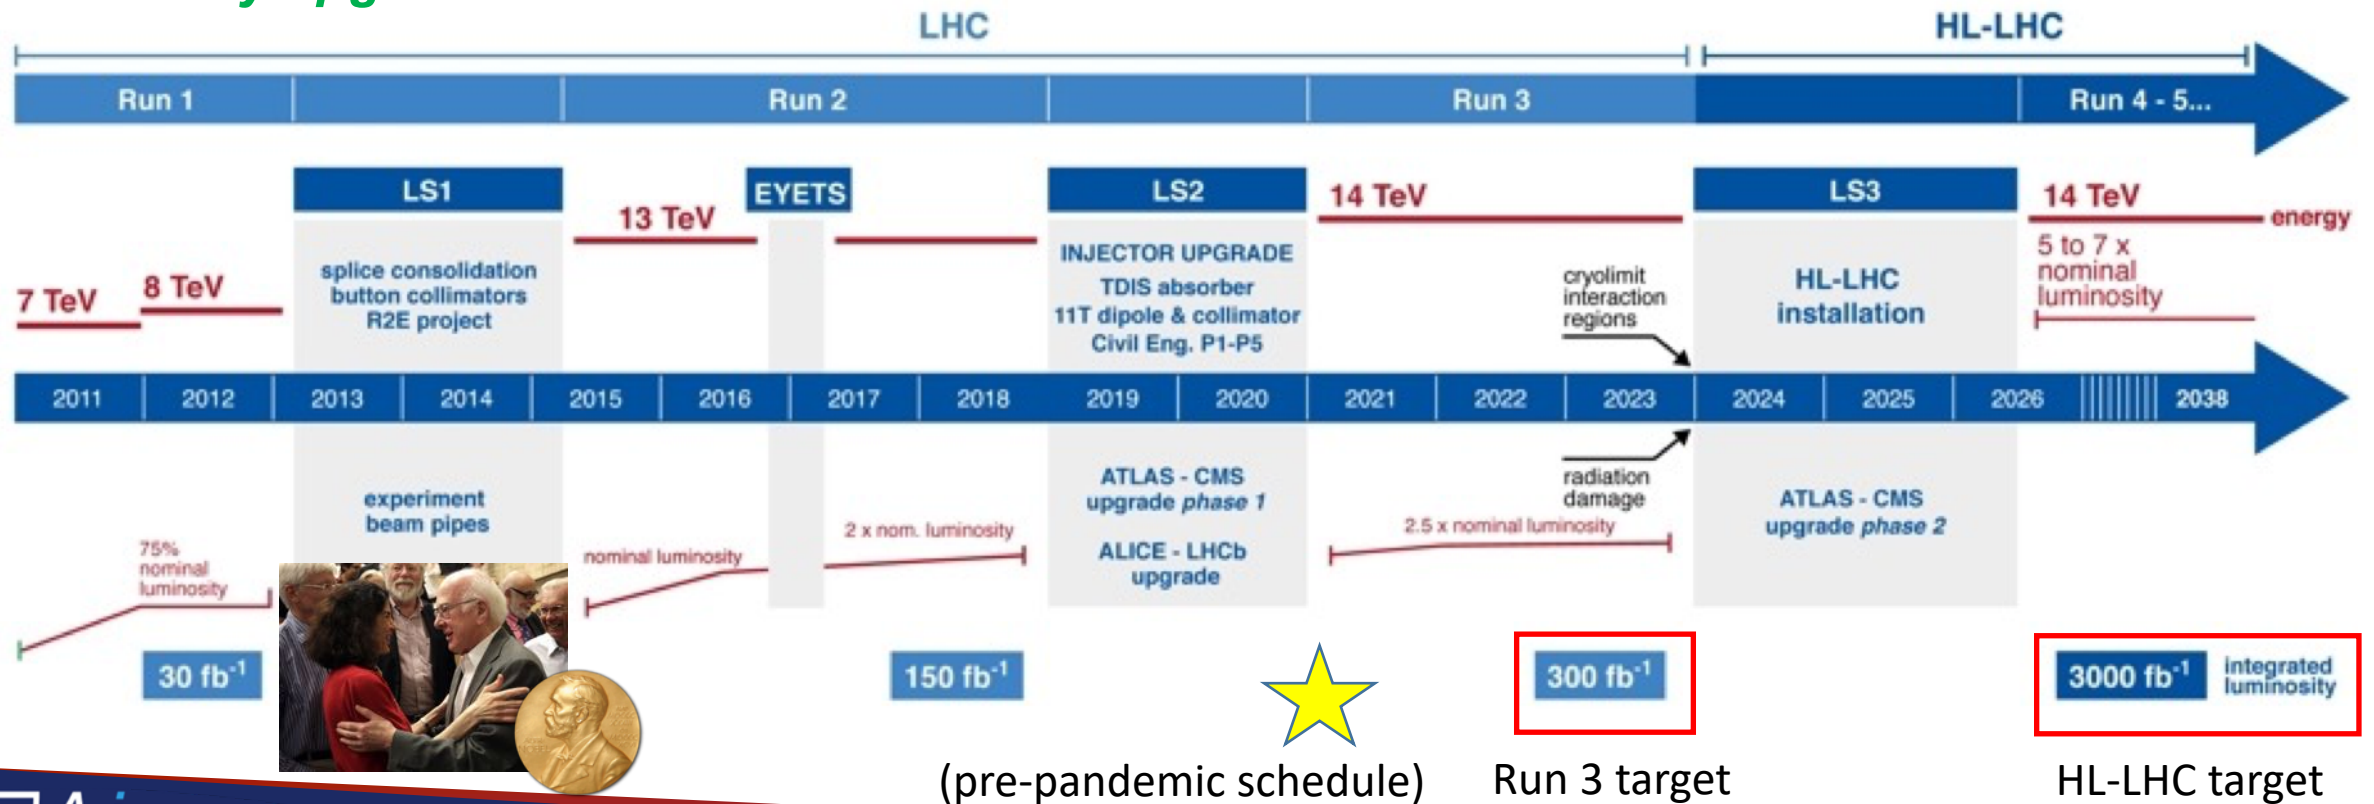 LHC
HL-LHC
Run 1
Run 2
Run 3
Run 4 - 5...
LS1
EYETS
LS2
LS3
7 TeV
8 TeV
13 TeV
14 TeV
14 TeV
energy
splice consolidation
button collimators
R2E project
INJECTOR UPGRADE
TDIS absorber
11T dipole & collimator
Civil Eng. P1-P5
cryolimit
interaction
regions
HL-LHC
installation
5 to 7 x
nominal
luminosity
2011
2012
2013
2014
2015
2016
2017
2018
2019
2020
2021
2022
2023
2024
2025
2026
2038
75%
nominal
luminosity
experiment
beam pipes
nominal luminosity
2 x nom. luminosity
ATLAS - CMS
upgrade phase 1
ALICE - LHCb
upgrade
2.5 x nominal luminosity
radiation
damage
ATLAS - CMS
upgrade phase 2
30 fb⁻¹
150 fb⁻¹
300 fb⁻¹
3000 fb⁻¹
integrated
luminosity
(pre-pandemic schedule)
Run 3 target
HL-LHC target